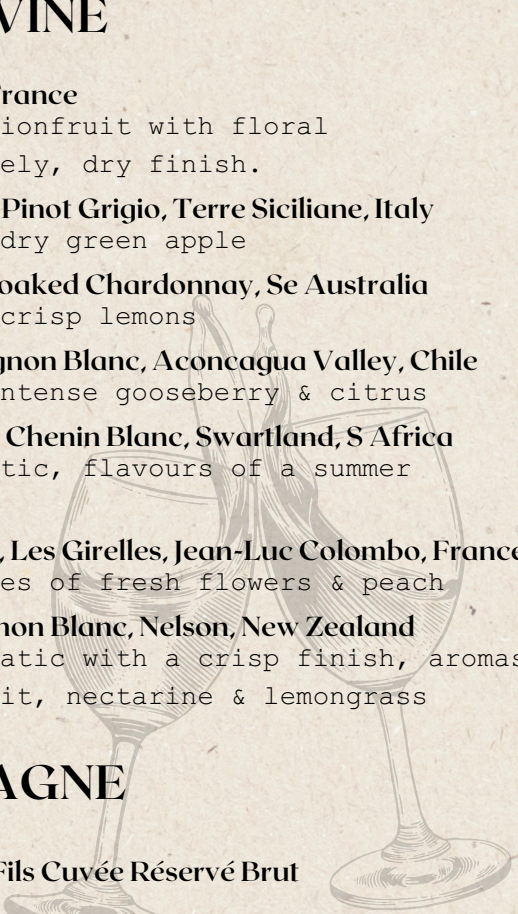 VINE
France
ionfruit with floral
ely, dry finish.
Pinot Grigio, Terre Siciliane, Italy
dry green apple
oaked Chardonnay, Se Australia
crisp lemons
gnon Blanc, Aconcagua Valley, Chile
ntense gooseberry & citrus
Chenin Blanc, Swartland, S Africa
tic, flavours of a summer
, Les Girelles, Jean-Luc Colombo, France
es of fresh flowers & peach
non Blanc, Nelson, New Zealand
atic with a crisp finish, aromas
it, nectarine & lemongrass
AGNE
Fils Cuvée Réservé Brut